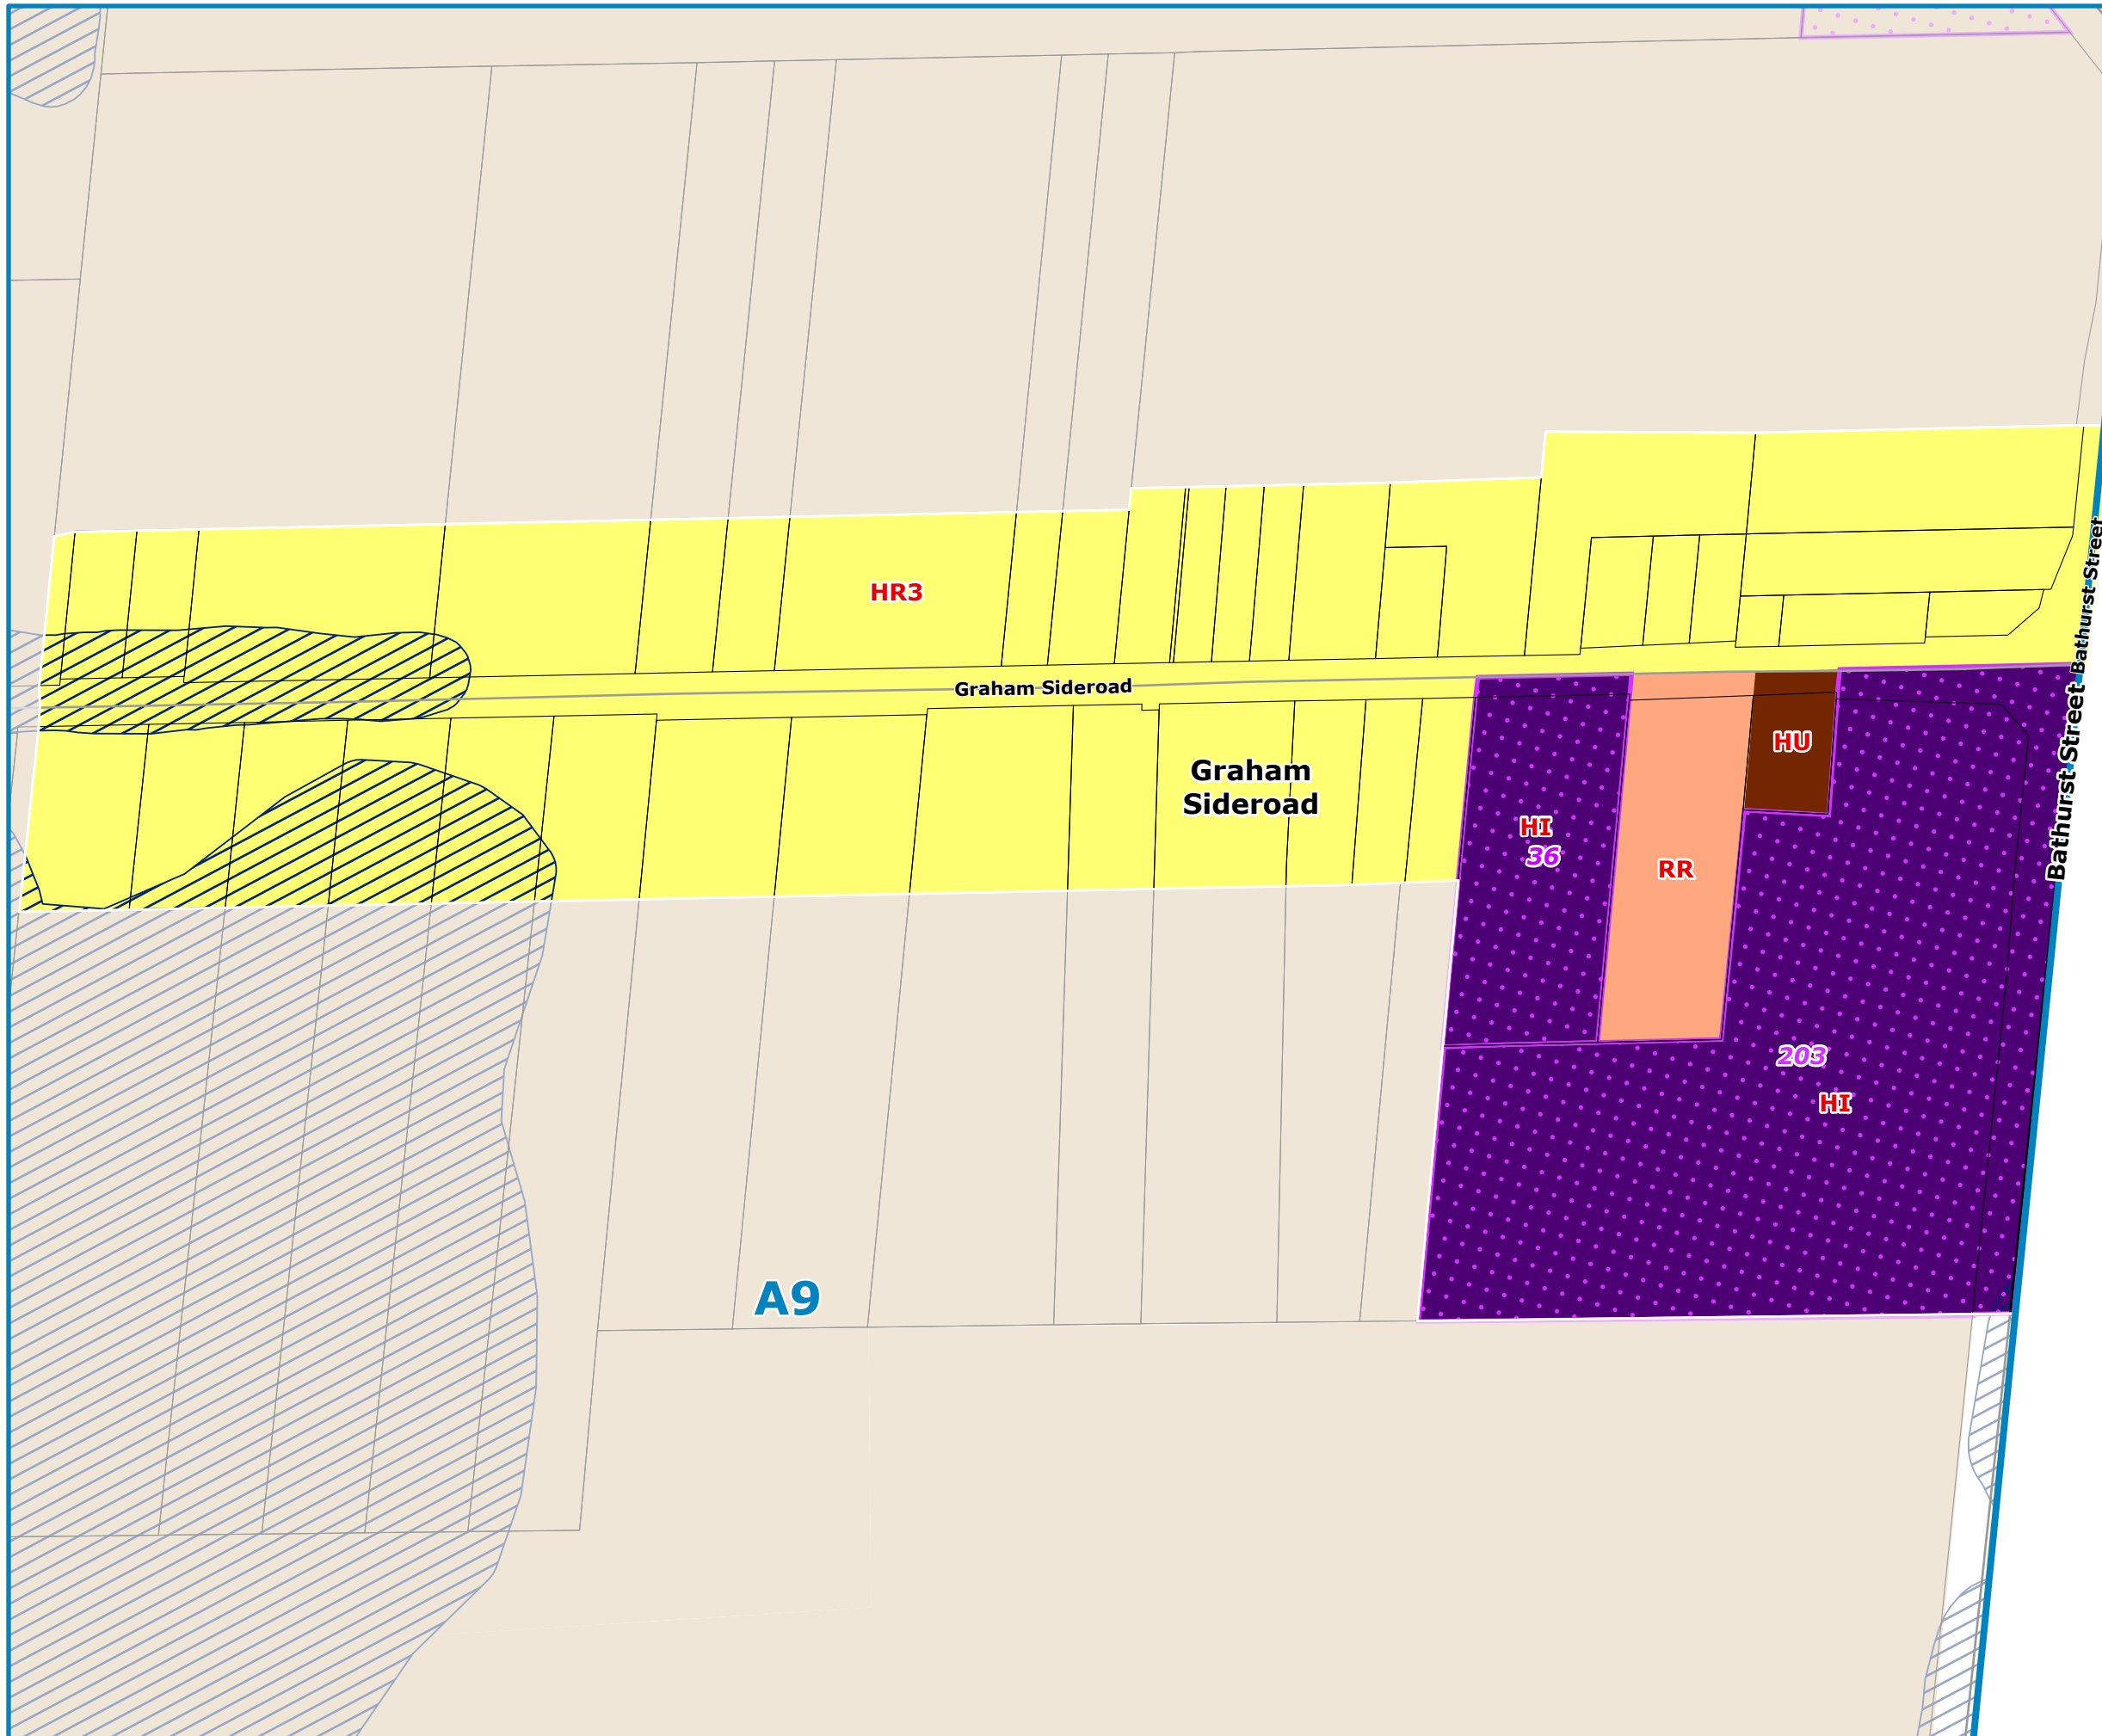 Bathurst Street
HR3
Bathurst Street
Graham Sideroad
HU
Graham
Sideroad
HI
36
RR
203
HI
A9